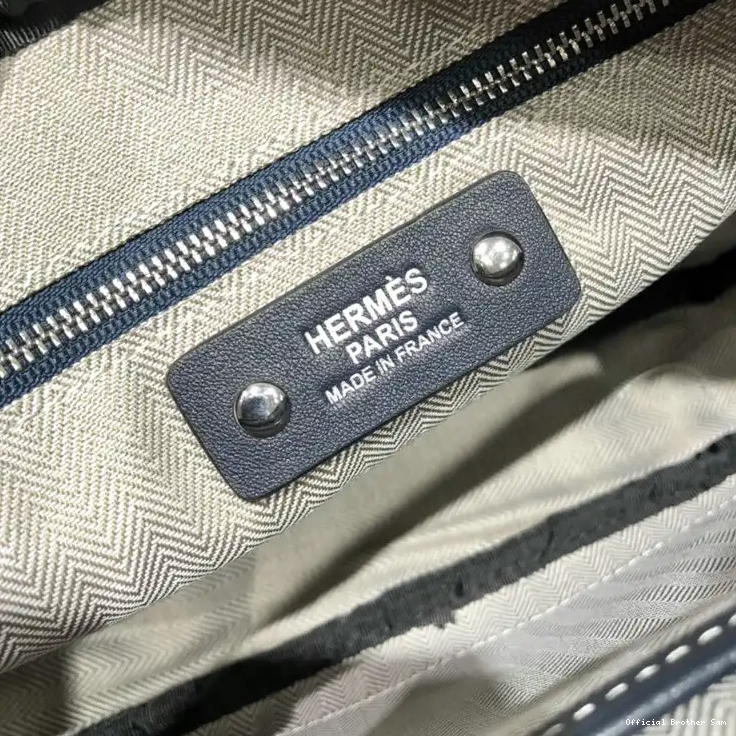 HERMÈS
PARIS
MADE IN FRANCE
Official Brother Sam